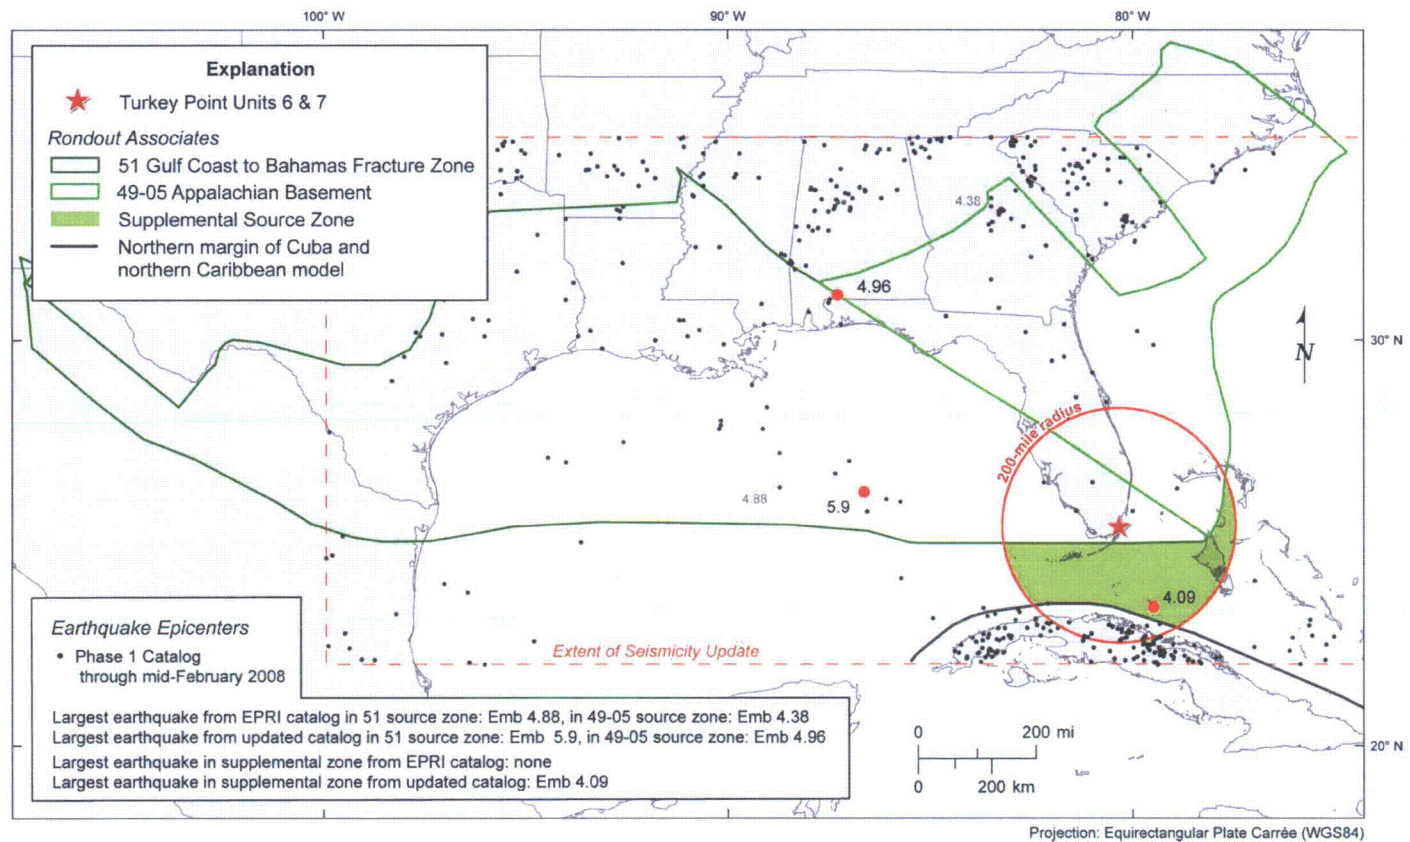 100° W
90° W
80° W
Explanation
Turkey Point Units 6 & 7
Rondout Associates
51 Gulf Coast to Bahamas Fracture Zone
49-05 Appalachian Basement
Supplemental Source Zone
Northern margin of Cuba and
northern Caribbean model
4.38
4.96
30° N
N
200-mile radius
4.88
5.9
4.09
Extent of Seismicity Update
Earthquake Epicenters
Phase 1 Catalog
through mid-February 2008
Largest earthquake from EPRI catalog in 51 source zone: Emb 4.88, in 49-05 source zone: Emb 4.38
Largest earthquake from updated catalog in 51 source zone: Emb 5.9, in 49-05 source zone: Emb 4.96
Largest earthquake in supplemental zone from EPRI catalog: none
Largest earthquake in supplemental zone from updated catalog: Emb 4.09
0 200 mi
0 200 km
20° N
Projection: Equirectangular Plate Carrée (WGS84)